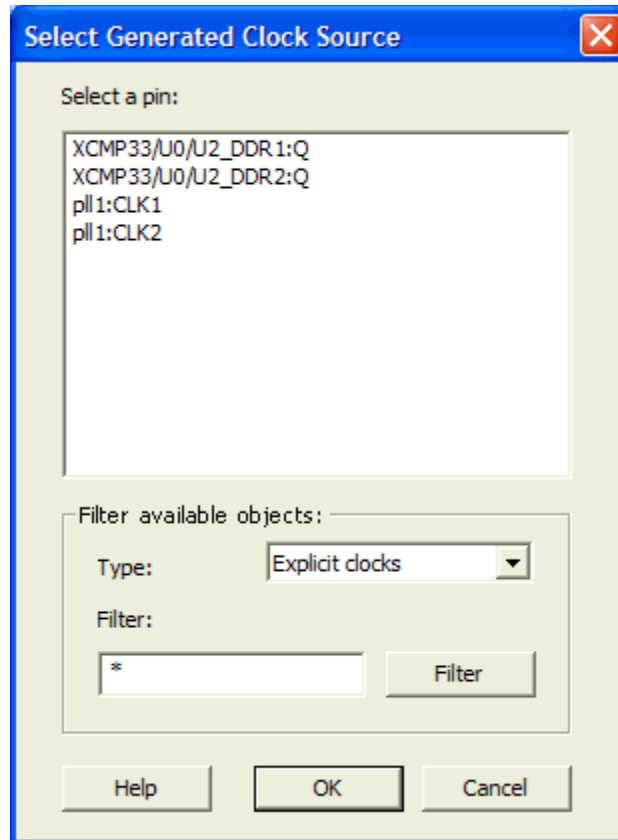 Select Generated Clock Source
Select a pin:
XCMP33/U0/U2_DDR1:Q
XCMP33/U0/U2_DDR2:Q
pll1:CLK1
pll1:CLK2
Filter available objects:
Type:
Explicit clocks
Filter:
*
Filter
Help
OK
Cancel